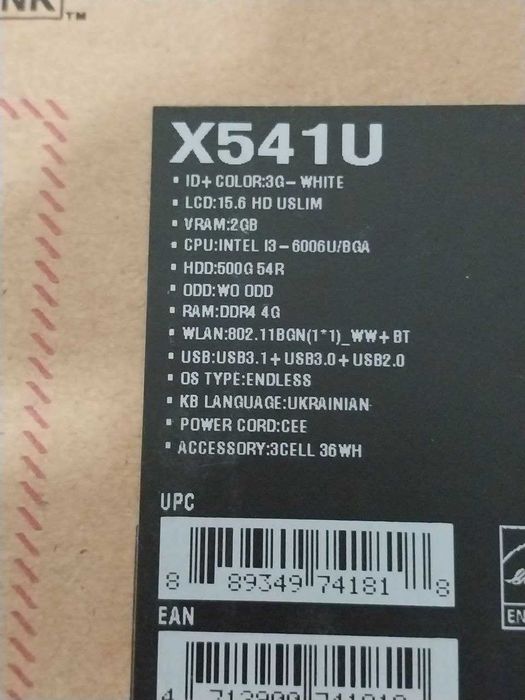 NK
TM
X541U
• ID+ COLOR:3G- WHITE
• LCD:15.6 HD USLIM
• VRAM:2GB
• CPU:INTEL I3-6006U/BGA
• HDD:500G 54R
• ODD:WO ODD
• RAM:DDR4 4G
• WLAN:802.11BGN(1*1)_WW+BT
• USB:USB3.1+USB3.0+USB2.0
• OS TYPE:ENDLESS
• KB LANGUAGE:UKRAINIAN
• POWER CORD:CEE
• ACCESSORY:3CELL 36WH
UPC
8 89349 74181 8
EAN
EN